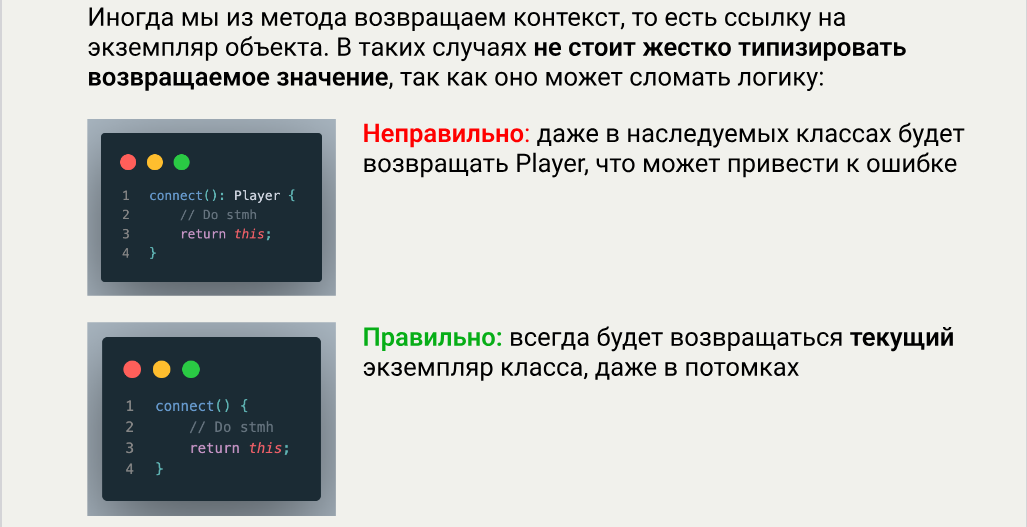 Иногда мы из метода возвращаем контекст, то есть ссылку на
экземпляр объекта. В таких случаях не стоит жестко типизировать
возвращаемое значение, так как оно может сломать логику:
Неправильно: даже в наследуемых классах будет
возвращать Player, что может привести к ошибке
1 connect(): Player {
2 // Do stmh
3 return this;
4 }
Правильно: всегда будет возвращаться текущий
экземпляр класса, даже в потомках
1 connect() {
2 // Do stmh
3 return this;
4 }